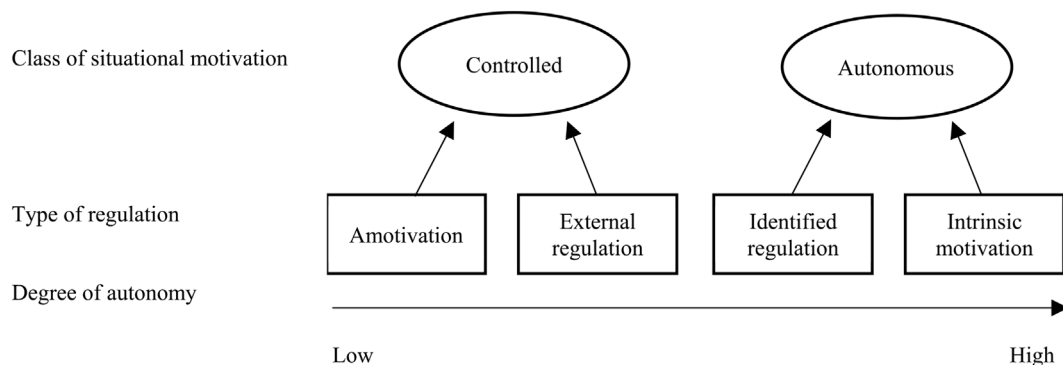 Class of situational motivation
Controlled
Autonomous
Type of regulation
Amotivation
External
regulation
Identified
regulation
Intrinsic
motivation
Degree of autonomy
Low
High